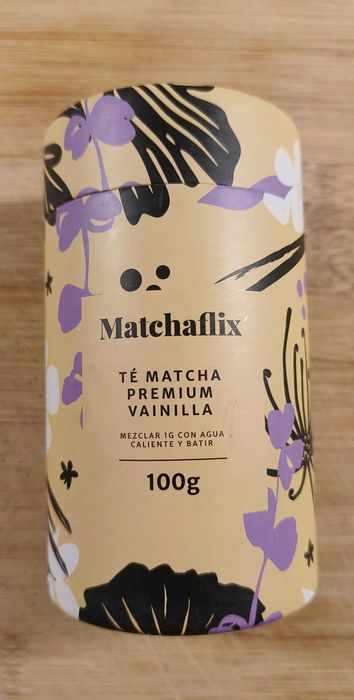 Matchaflix
TÉ MATCHA
PREMIUM
VAINILLA
MEZCLAR 1G CON AGUA
CALIENTE Y BATIR
100g